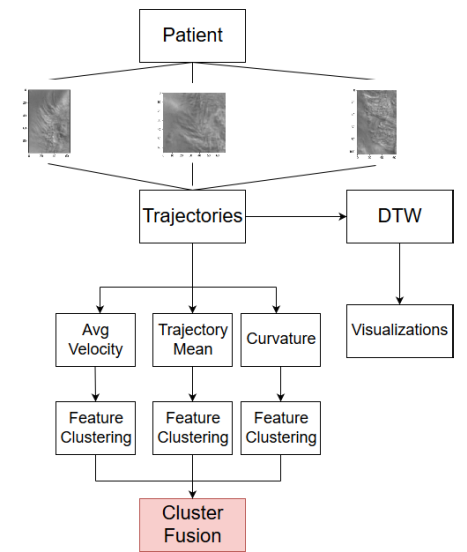 Patient
Trajectories
DTW
Avg
Velocity
Trajectory
Mean
Curvature
Visualizations
Feature
Clustering
Feature
Clustering
Feature
Clustering
Cluster
Fusion